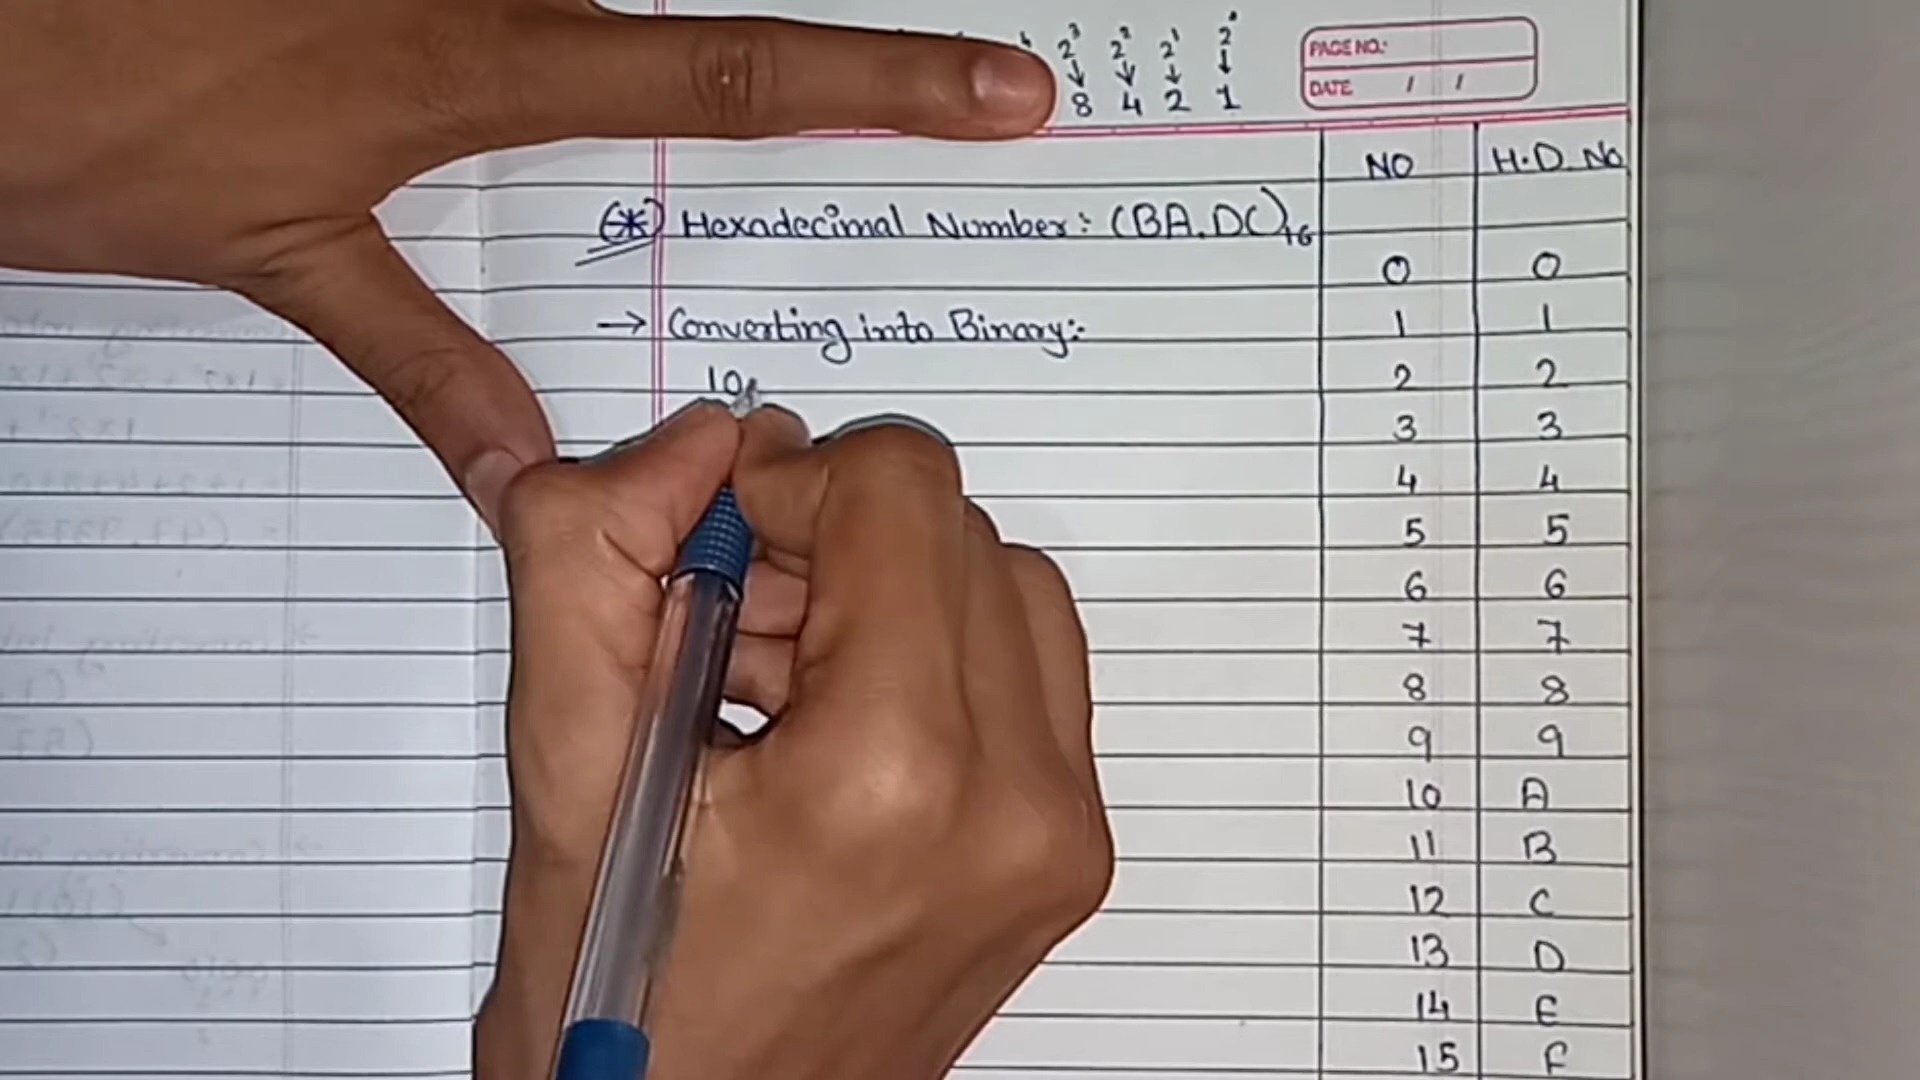 2³ 2² 2¹ 2⁰
↓ ↓ ↓ ↓
8 4 2 1
PAGE NO.:
DATE / /
NO H.D. No
(*) Hexadecimal Number:- (BA.DC)₁₆
0 0
→ Converting into Binary:-
1 1
10
2 2
3 3
4 4
5 5
6 6
7 7
8 8
9 9
10 A
11 B
12 C
13 D
14 E
15 F